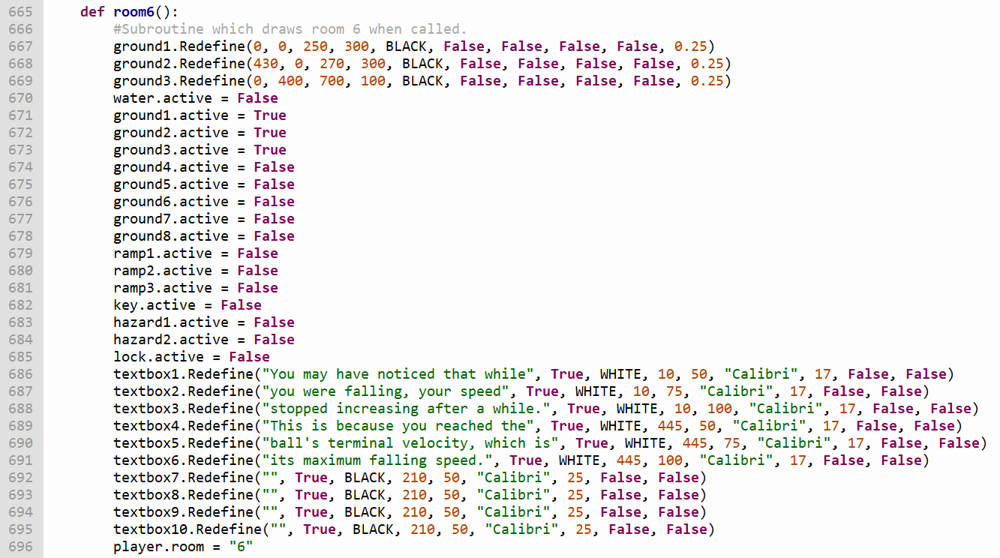 665     def room6():
666         #Subroutine which draws room 6 when called.
667         ground1.Redefine(0, 0, 250, 300, BLACK, False, False, False, False, 0.25)
668         ground2.Redefine(430, 0, 270, 300, BLACK, False, False, False, False, 0.25)
669         ground3.Redefine(0, 400, 700, 100, BLACK, False, False, False, False, 0.25)
670         water.active = False
671         ground1.active = True
672         ground2.active = True
673         ground3.active = True
674         ground4.active = False
675         ground5.active = False
676         ground6.active = False
677         ground7.active = False
678         ground8.active = False
679         ramp1.active = False
680         ramp2.active = False
681         ramp3.active = False
682         key.active = False
683         hazard1.active = False
684         hazard2.active = False
685         lock.active = False
686         textbox1.Redefine("You may have noticed that while", True, WHITE, 10, 50, "Calibri", 17, False, False)
687         textbox2.Redefine("you were falling, your speed", True, WHITE, 10, 75, "Calibri", 17, False, False)
688         textbox3.Redefine("stopped increasing after a while.", True, WHITE, 10, 100, "Calibri", 17, False, False)
689         textbox4.Redefine("This is because you reached the", True, WHITE, 445, 50, "Calibri", 17, False, False)
690         textbox5.Redefine("ball's terminal velocity, which is", True, WHITE, 445, 75, "Calibri", 17, False, False)
691         textbox6.Redefine("its maximum falling speed.", True, WHITE, 445, 100, "Calibri", 17, False, False)
692         textbox7.Redefine("", True, BLACK, 210, 50, "Calibri", 25, False, False)
693         textbox8.Redefine("", True, BLACK, 210, 50, "Calibri", 25, False, False)
694         textbox9.Redefine("", True, BLACK, 210, 50, "Calibri", 25, False, False)
695         textbox10.Redefine("", True, BLACK, 210, 50, "Calibri", 25, False, False)
696         player.room = "6"